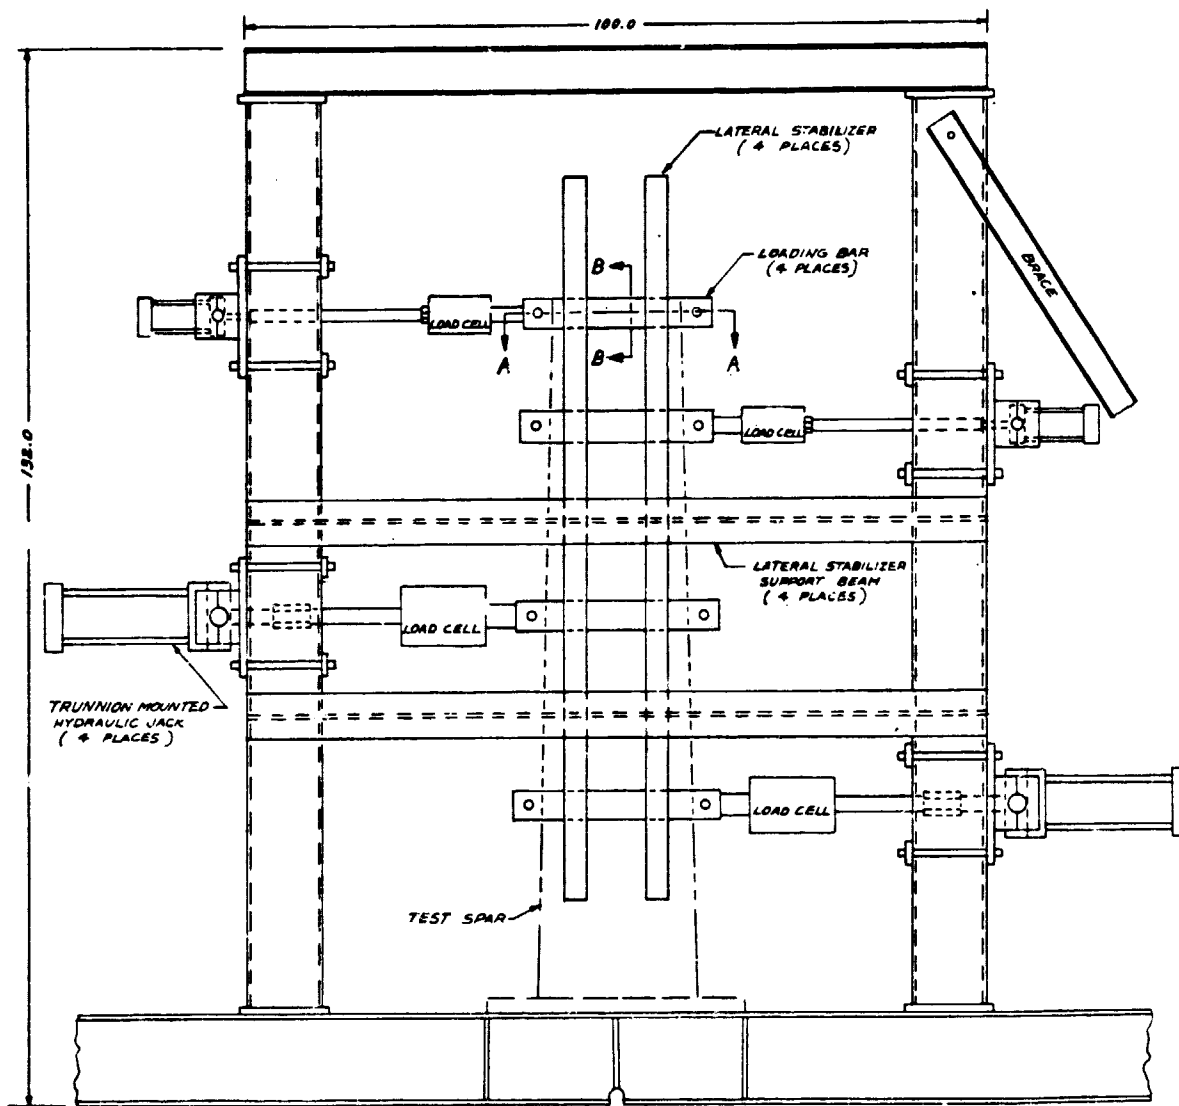 100.0
LATERAL STABILIZER
(4 PLACES)
LOADING BAR
(4 PLACES)
BRACE
B
LOAD CELL
A
B
A
142.0
LOAD CELL
LATERAL STABILIZER
SUPPORT BEAM
(4 PLACES)
LOAD CELL
TRUNNION MOUNTED
HYDRAULIC JACK
(4 PLACES)
LOAD CELL
TEST SPAR